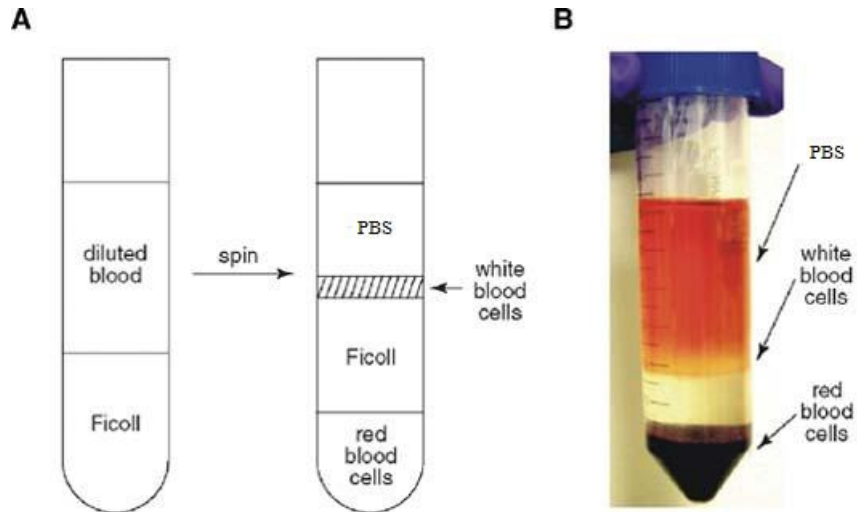 A
B
diluted
blood
Ficoll
spin
PBS
white
blood
cells
Ficoll
red
blood
cells
PBS
white
blood
cells
red
blood
cells